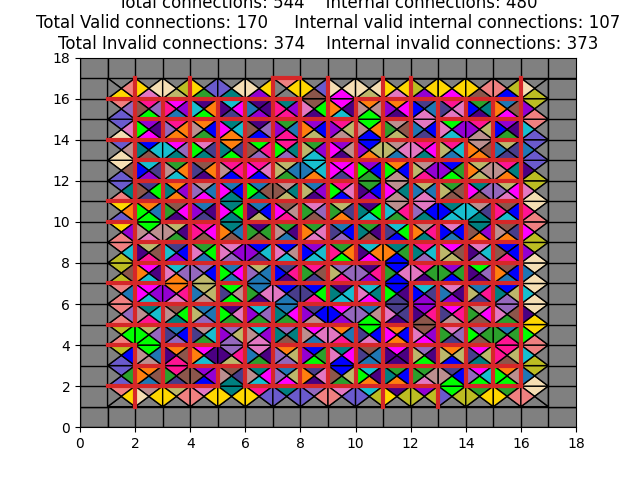 Total connections: 544    Internal connections: 480
Total Valid connections: 170    Internal valid internal connections: 107
Total Invalid connections: 374    Internal invalid connections: 373
18
16
14
12
10
8
6
4
2
0
0 2 4 6 8 10 12 14 16 18